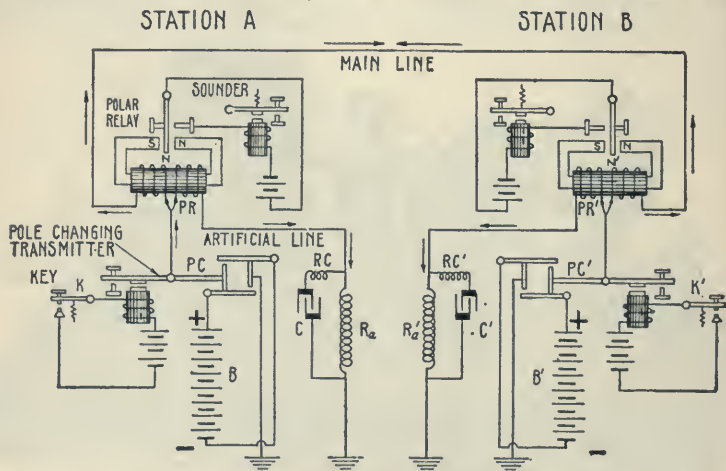 STATION A
STATION B
MAIN LINE
SOUNDER
POLAR
RELAY
S N
S N
N'
N'
PR
PR'
ARTIFICIAL LINE
POLE CHANGING
TRANSMITTER
PC
RC
RC'
PC'
KEY
K
K'
+
+
C
Ra
Ra'
C'
B
B'
−
−